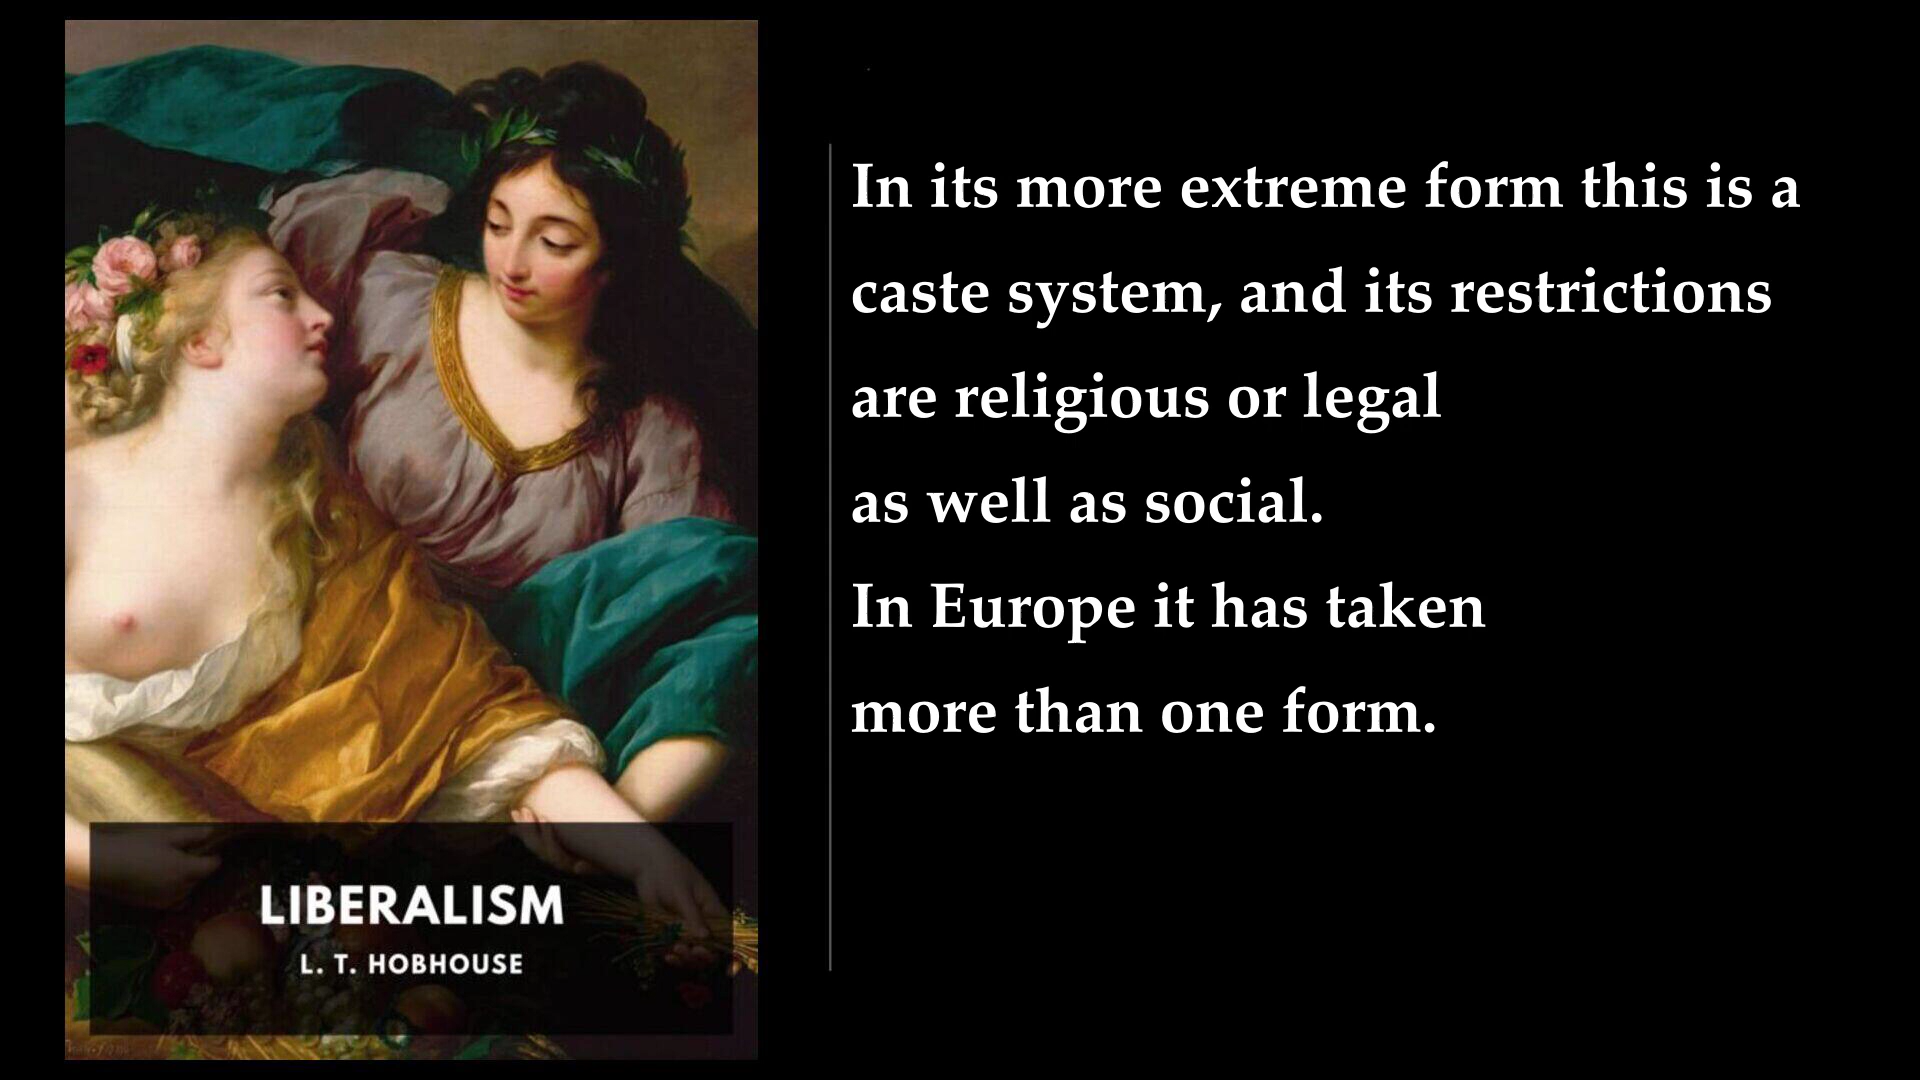 LIBERALISM
L. T. HOBHOUSE
In its more extreme form this is a
caste system, and its restrictions
are religious or legal
as well as social.
In Europe it has taken
more than one form.